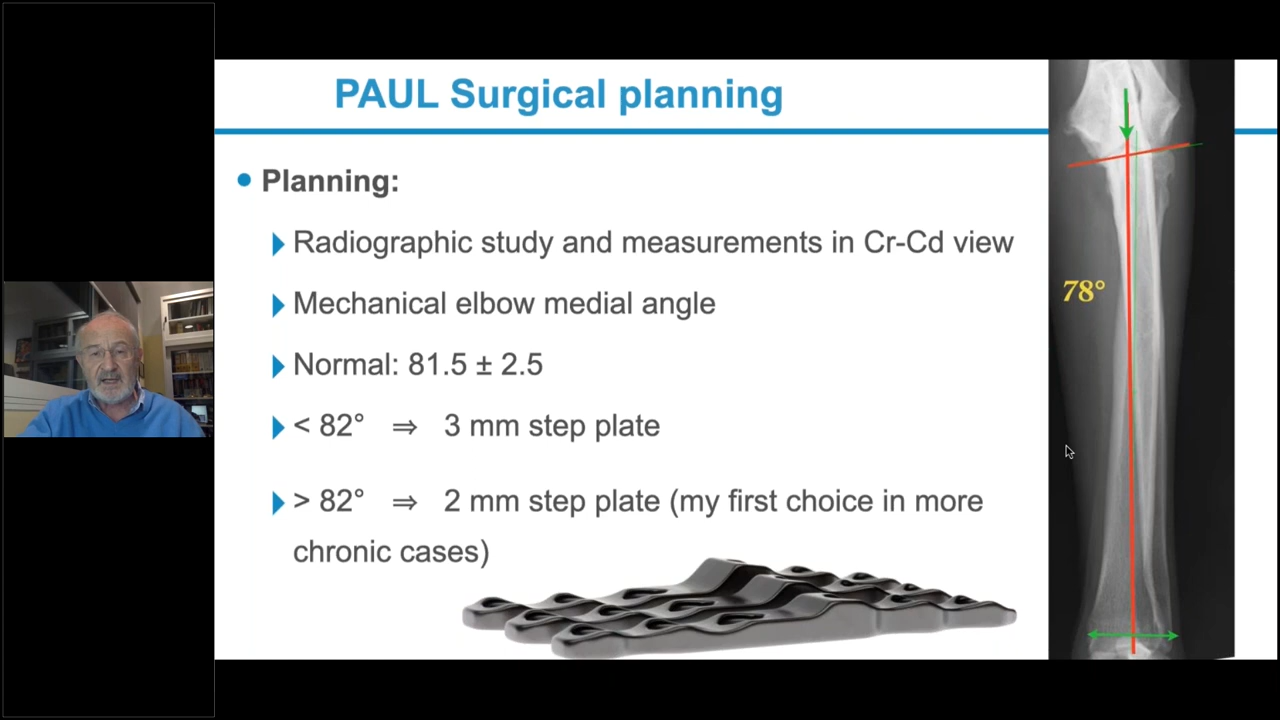 PAUL Surgical planning
Planning:
Radiographic study and measurements in Cr-Cd view
Mechanical elbow medial angle
Normal: 81.5 ± 2.5
< 82° ⇒ 3 mm step plate
> 82° ⇒ 2 mm step plate (my first choice in more
chronic cases)
78°